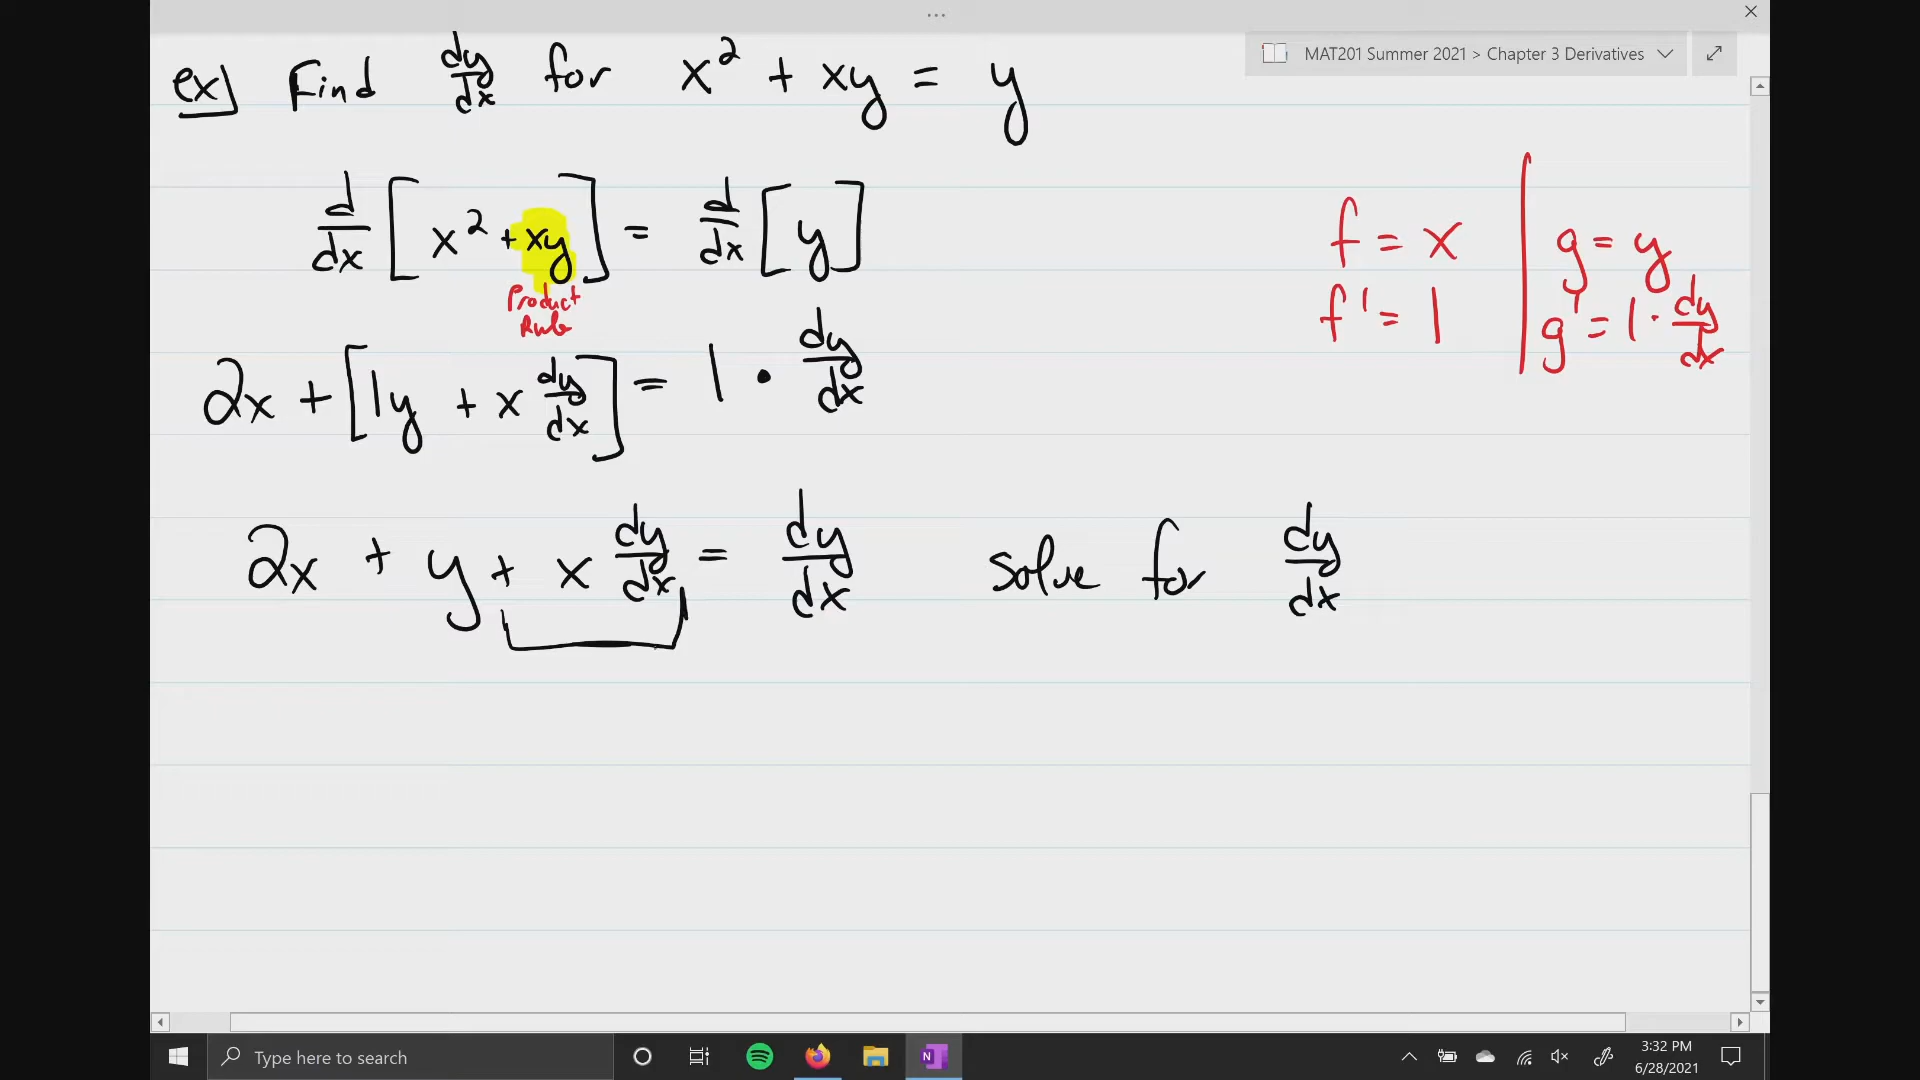 ...
MAT201 Summer 2021 > Chapter 3 Derivatives
ex) Find dy/dx for x² + xy = y
d/dx [x² + xy] = d/dx [y]
Product
Rule
f = x | g = y
f' = 1 | g' = 1 · dy/dx
2x + [1y + x dy/dx] = 1 · dy/dx
2x + y + x dy/dx = dy/dx solve for dy/dx
Type here to search
N
3:32 PM
6/28/2021